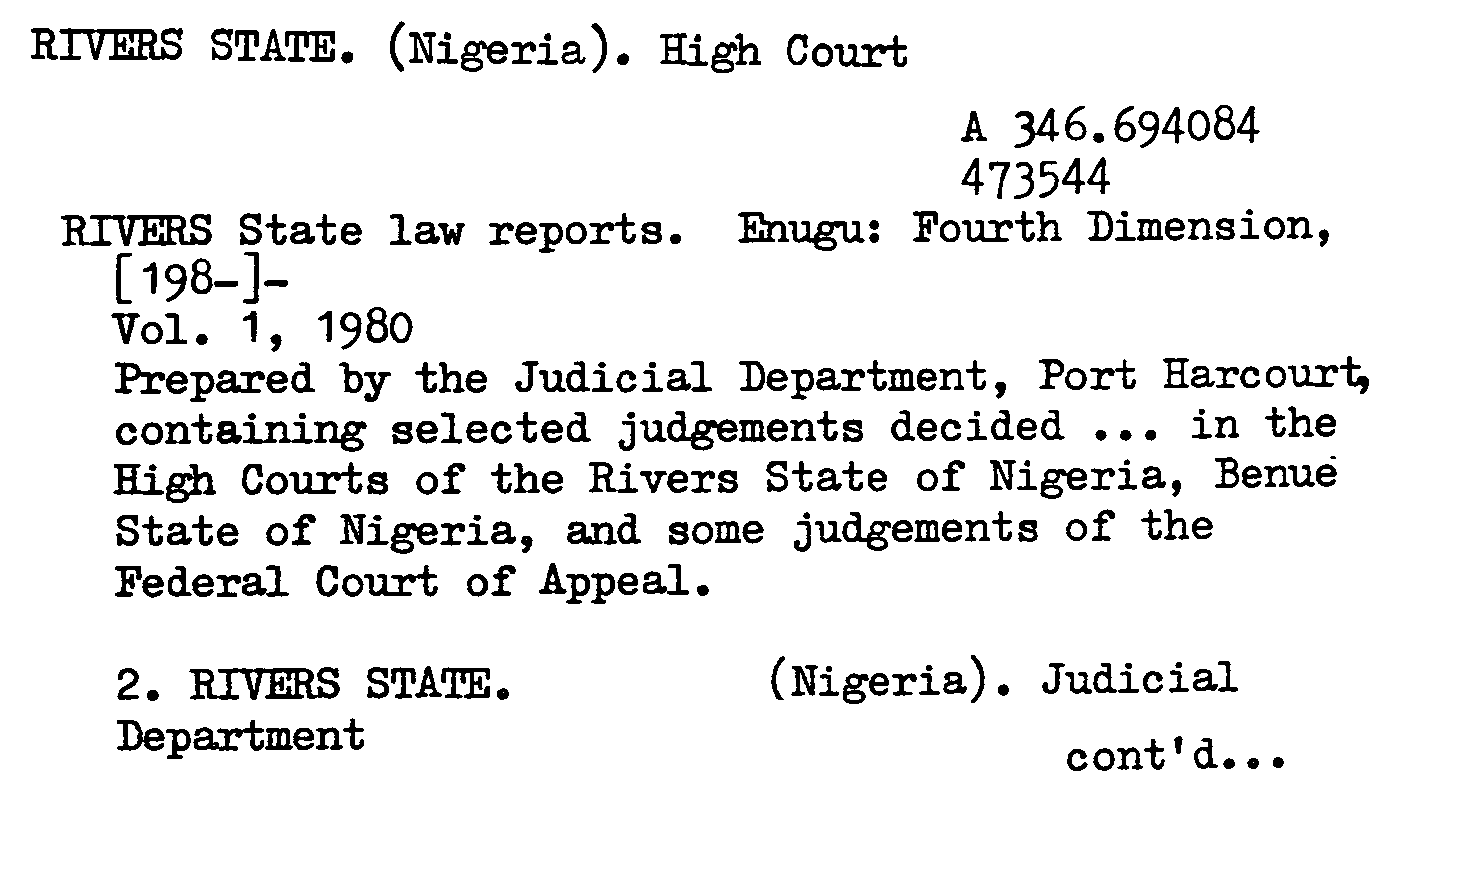 RIVERS STATE. (Nigeria). High Court
A 346.694084
473544
RIVERS State law reports. Enugu: Fourth Dimension,
[198-]-
Vol. 1, 1980
Prepared by the Judicial Department, Port Harcourt,
containing selected judgements decided ... in the
High Courts of the Rivers State of Nigeria, Benue
State of Nigeria, and some judgements of the
Federal Court of Appeal.
2. RIVERS STATE. (Nigeria). Judicial
Department
cont'd...